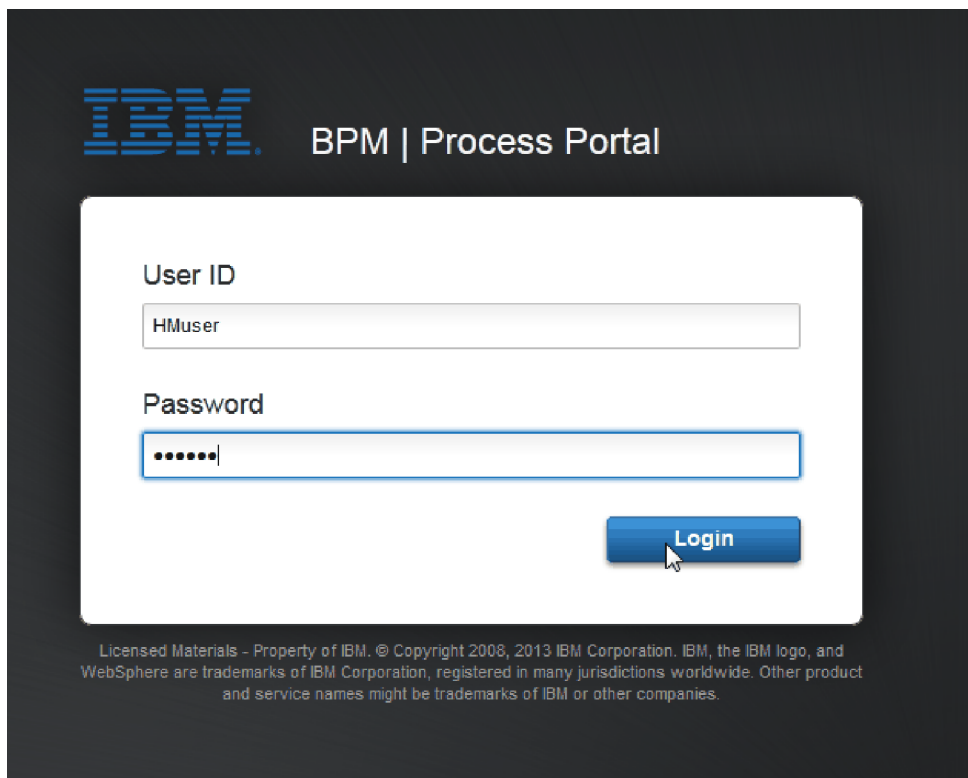 IBM.
BPM | Process Portal
User ID
HMuser
Password
••••••
Login
Licensed Materials - Property of IBM. © Copyright 2008, 2013 IBM Corporation. IBM, the IBM logo, and
WebSphere are trademarks of IBM Corporation, registered in many jurisdictions worldwide. Other product
and service names might be trademarks of IBM or other companies.